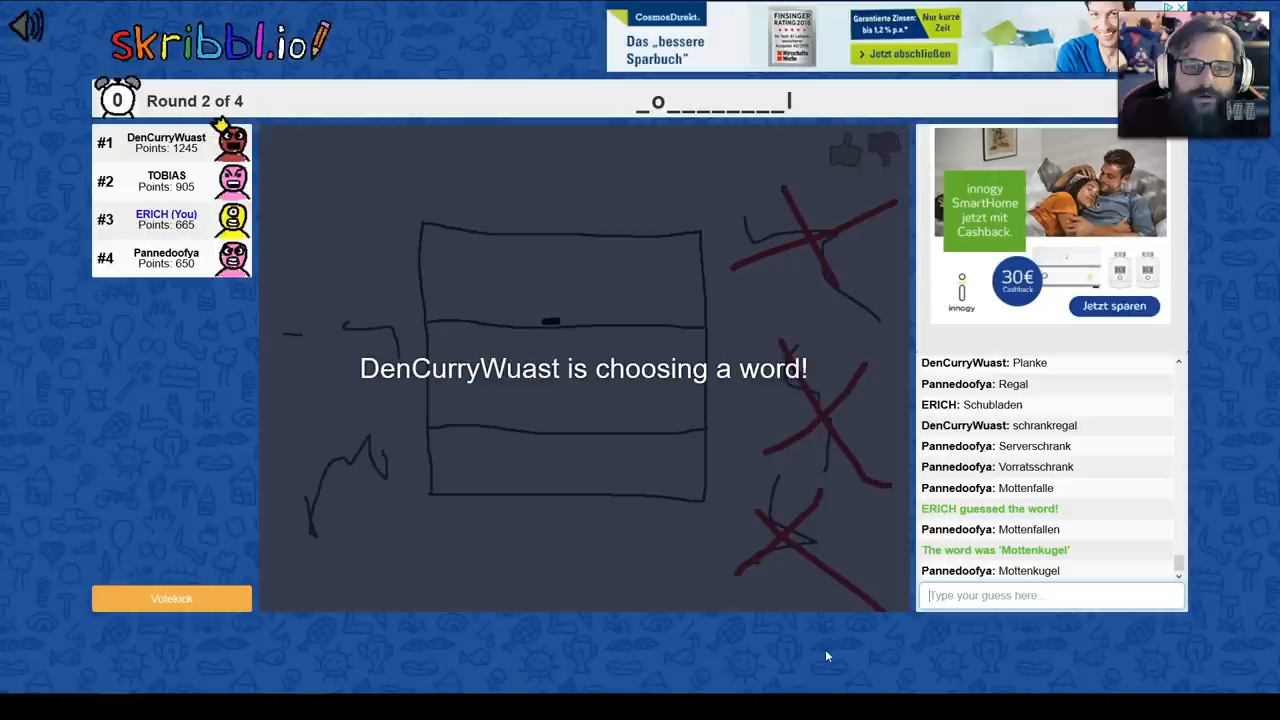 skribbl.io
CosmosDirekt.
Das „bessere
Sparbuch“
FINSINGER
RATING 2018
Garantierte Zinsen:
bis 1,2 % p.a.*
Nur kurze
Zeit
> Jetzt abschließen
0
Round 2 of 4
_o________l
#1
DenCurryWuast
Points: 1245
#2
TOBIAS
Points: 905
#3
ERICH (You)
Points: 665
#4
Pannedoofya
Points: 650
DenCurryWuast is choosing a word!
innogy
SmartHome
jetzt mit
Cashback.
30€
Cashback
innogy
Jetzt sparen
DenCurryWuast: Planke
Pannedoofya: Regal
ERICH: Schubladen
DenCurryWuast: schrankregal
Pannedoofya: Serverschrank
Pannedoofya: Vorratsschrank
Pannedoofya: Mottenfalle
ERICH guessed the word!
Pannedoofya: Mottenfallen
The word was 'Mottenkugel'
Pannedoofya: Mottenkugel
Type your guess here...
Votekick